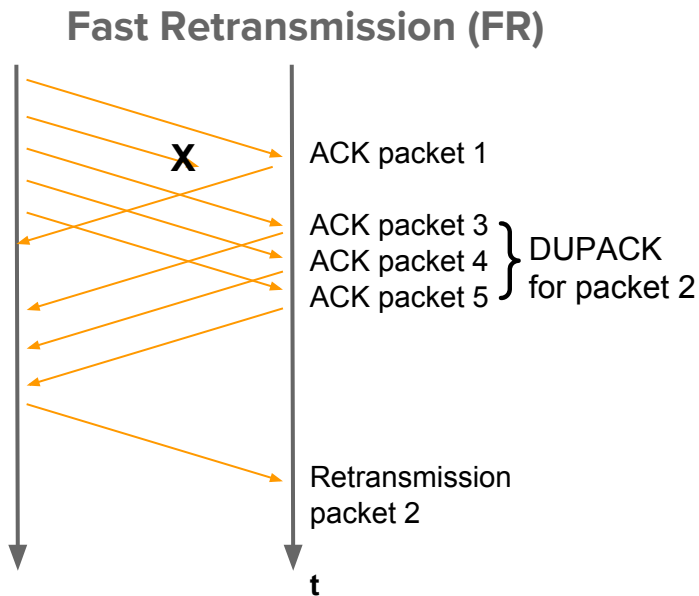 Fast Retransmission (FR)
X
ACK packet 1
ACK packet 3
ACK packet 4
ACK packet 5
DUPACK
for packet 2
Retransmission
packet 2
t